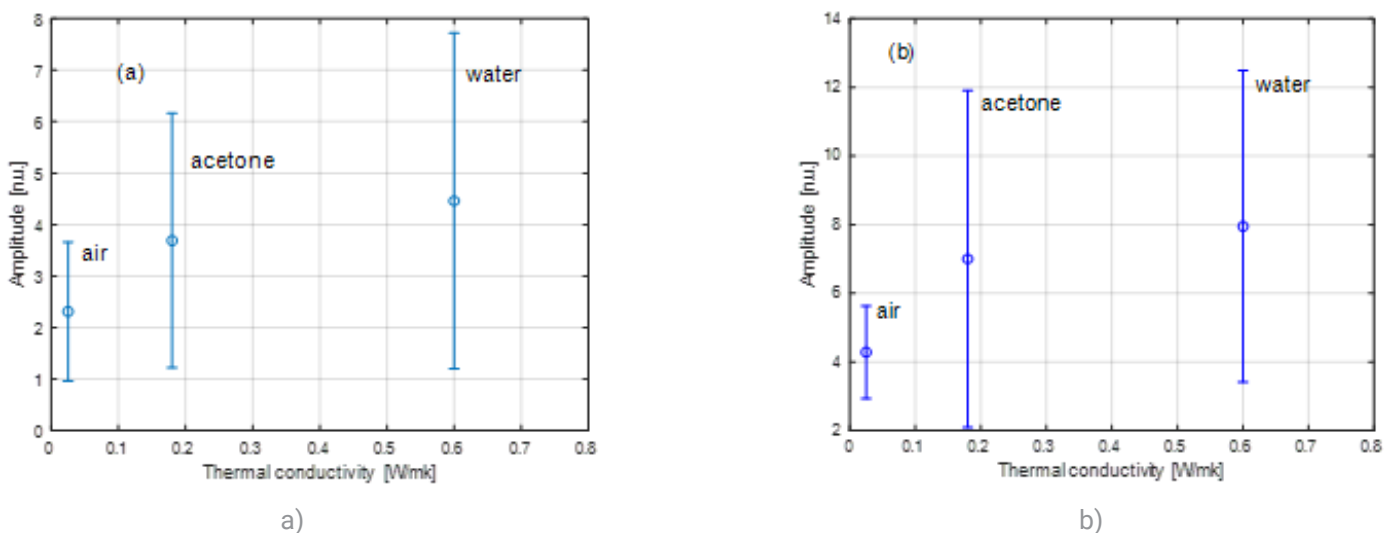 8
7
6
5
4
3
2
1
0
(a)
water
acetone
air
Amplitude [n.u.]
0 0.1 0.2 0.3 0.4 0.5 0.6 0.7 0.8
Thermal conductivity [W/mk]
a)
14
12
10
8
6
4
2
(b)
water
acetone
air
Amplitude [n.u.]
0 0.1 0.2 0.3 0.4 0.5 0.6 0.7 0.8
Thermal conductivity [W/mk]
b)